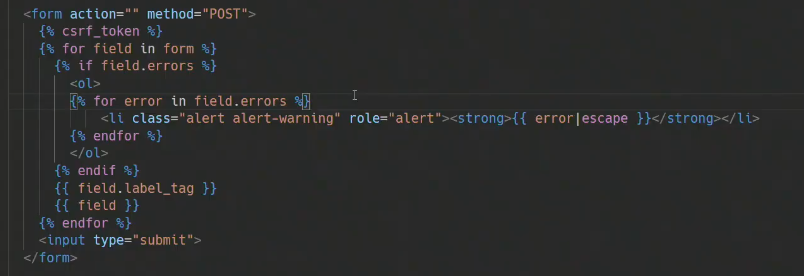 <form action="" method="POST">
{% csrf_token %}
{% for field in form %}
{% if field.errors %}
<ol>
{% for error in field.errors %}
<li class="alert alert-warning" role="alert"><strong>{{ error|escape }}</strong></li>
{% endfor %}
</ol>
{% endif %}
{{ field.label_tag }}
{{ field }}
{% endfor %}
<input type="submit">
</form>